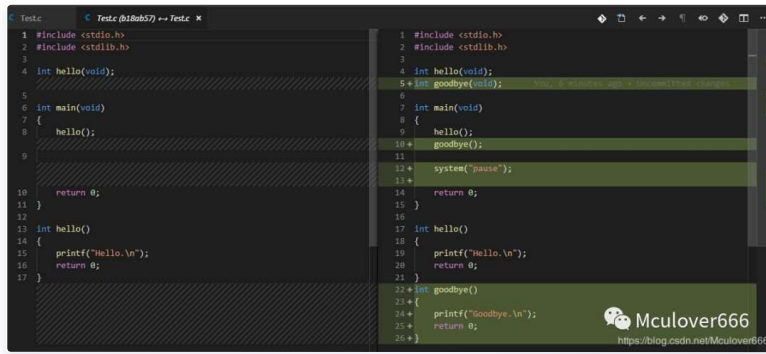 Test.c
C Test.c (b18ab57) ↔ Test.c ×
1 #include <stdio.h>
2 #include <stdlib.h>
3
4 int hello(void);
5
6 int main(void)
7 {
8 hello();
9
10 return 0;
11 }
12
13 int hello()
14 {
15 printf("Hello.\n");
16 return 0;
17 }
1 #include <stdio.h>
2 #include <stdlib.h>
3
4 int hello(void);
5+ int goodbye(void); You, 6 minutes ago • Uncommitted changes
6
7 int main(void)
8 {
9 hello();
10+ goodbye();
11
12+ system("pause");
13+
14 return 0;
15 }
16
17 int hello()
18 {
19 printf("Hello.\n");
20 return 0;
21 }
22+ int goodbye()
23+ {
24+ printf("Goodbye.\n");
25+ return 0;
26+ }
Mculover666
https://blog.csdn.net/Mculover666